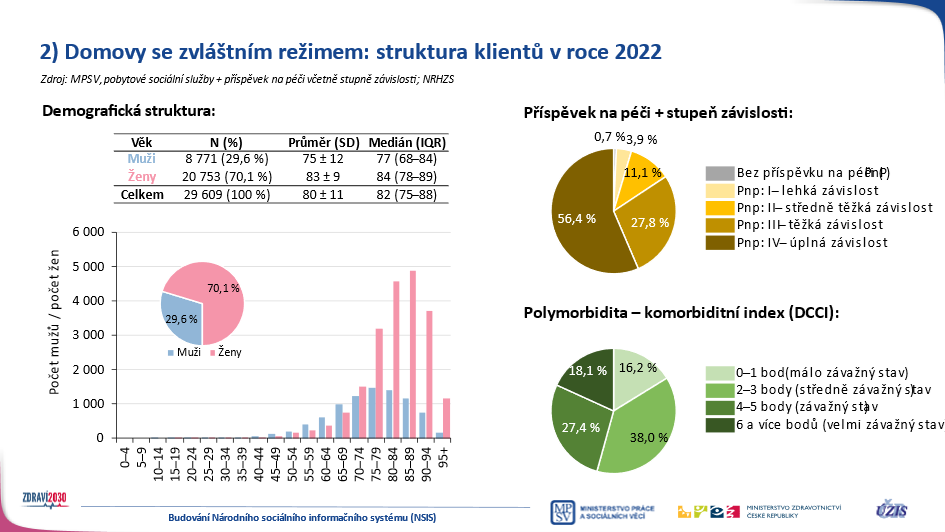 2) Domovy se zvláštním režimem: struktura klientů v roce 2022
Zdroj: MPSV, pobytové sociální služby + příspěvek na péči včetně stupně závislosti; NRHZS
Demografická struktura:
Věk N (%) Průměr (SD) Medián (IQR)
Muži 8 771 (29,6 %) 75 ± 12 77 (68–84)
Ženy 20 753 (70,1 %) 83 ± 9 84 (78–89)
Celkem 29 609 (100 %) 80 ± 11 82 (75–88)
Počet mužů / počet žen
6 000
5 000
4 000
3 000
2 000
1 000
0
70,1 %
29,6 %
Muži Ženy
0–4 5–9 10–14 15–19 20–24 25–29 30–34 35–39 40–44 45–49 50–54 55–59 60–64 65–69 70–74 75–79 80–84 85–89 90–94 95+
Příspěvek na péči + stupeň závislosti:
0,7 % 3,9 %
11,1 %
56,4 %
27,8 %
Bez příspěvku na péči (PnP)
Pnp: I– lehká závislost
Pnp: II– středně těžká závislost
Pnp: III– těžká závislost
Pnp: IV– úplná závislost
Polymorbidita – komorbiditní index (DCCI):
18,1 % 16,2 %
27,4 %
38,0 %
0–1 bod(málo závažný stav)
2–3 body (středně závažný stav)
4–5 body (závažný stav)
6 a více bodů (velmi závažný stav
ZDRAVÍ2030
Budování Národního sociálního informačního systému (NSIS)
MP
SV
MINISTERSTVO PRÁCE
A SOCIÁLNÍCH VĚCÍ
MINISTERSTVO ZDRAVOTNICTVÍ
ČESKÉ REPUBLIKY
ÚZIS